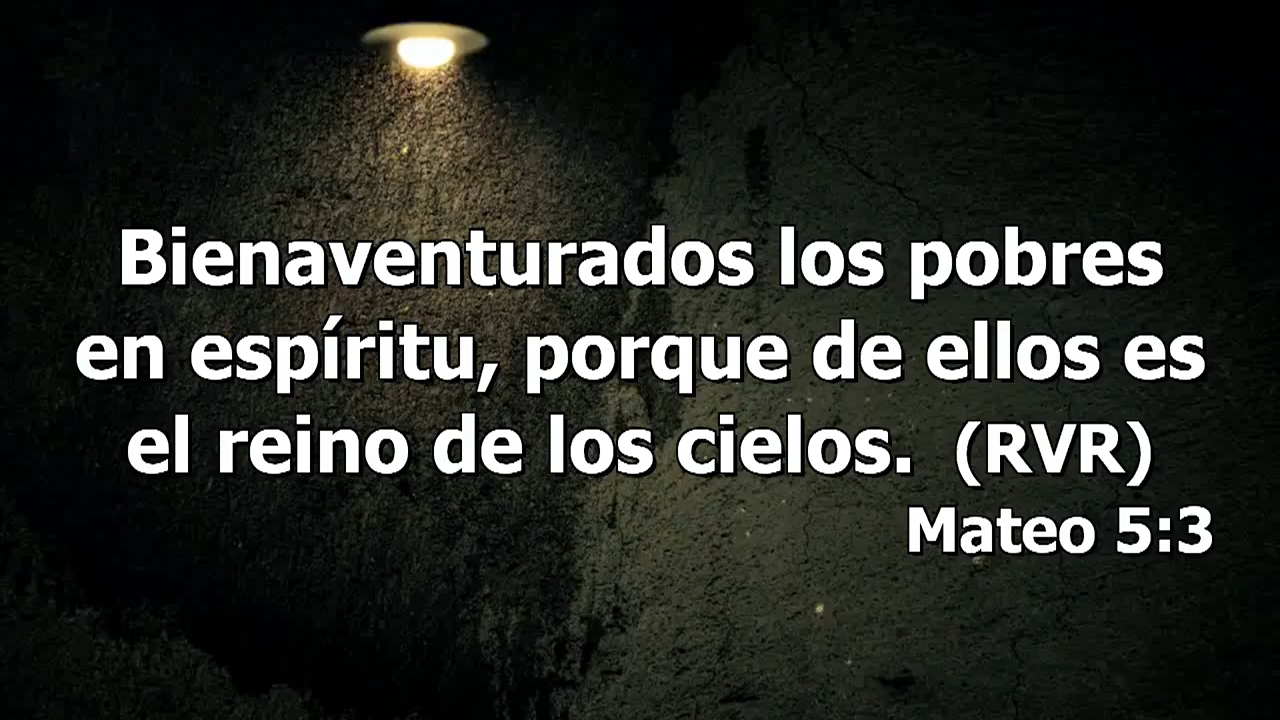 Bienaventurados los pobres
en espíritu, porque de ellos es
el reino de los cielos. (RVR)
Mateo 5:3